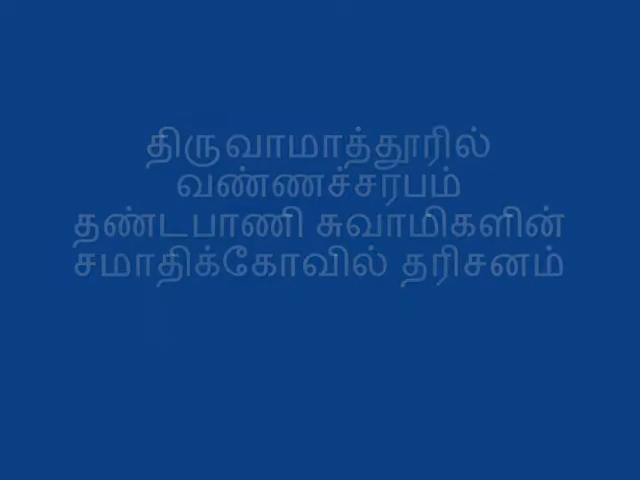 திருவாமாத்தூரில்
வண்ணச்சரபம்
தண்டபாணி சுவாமிகளின்
சமாதிக்கோவில் தரிசனம்